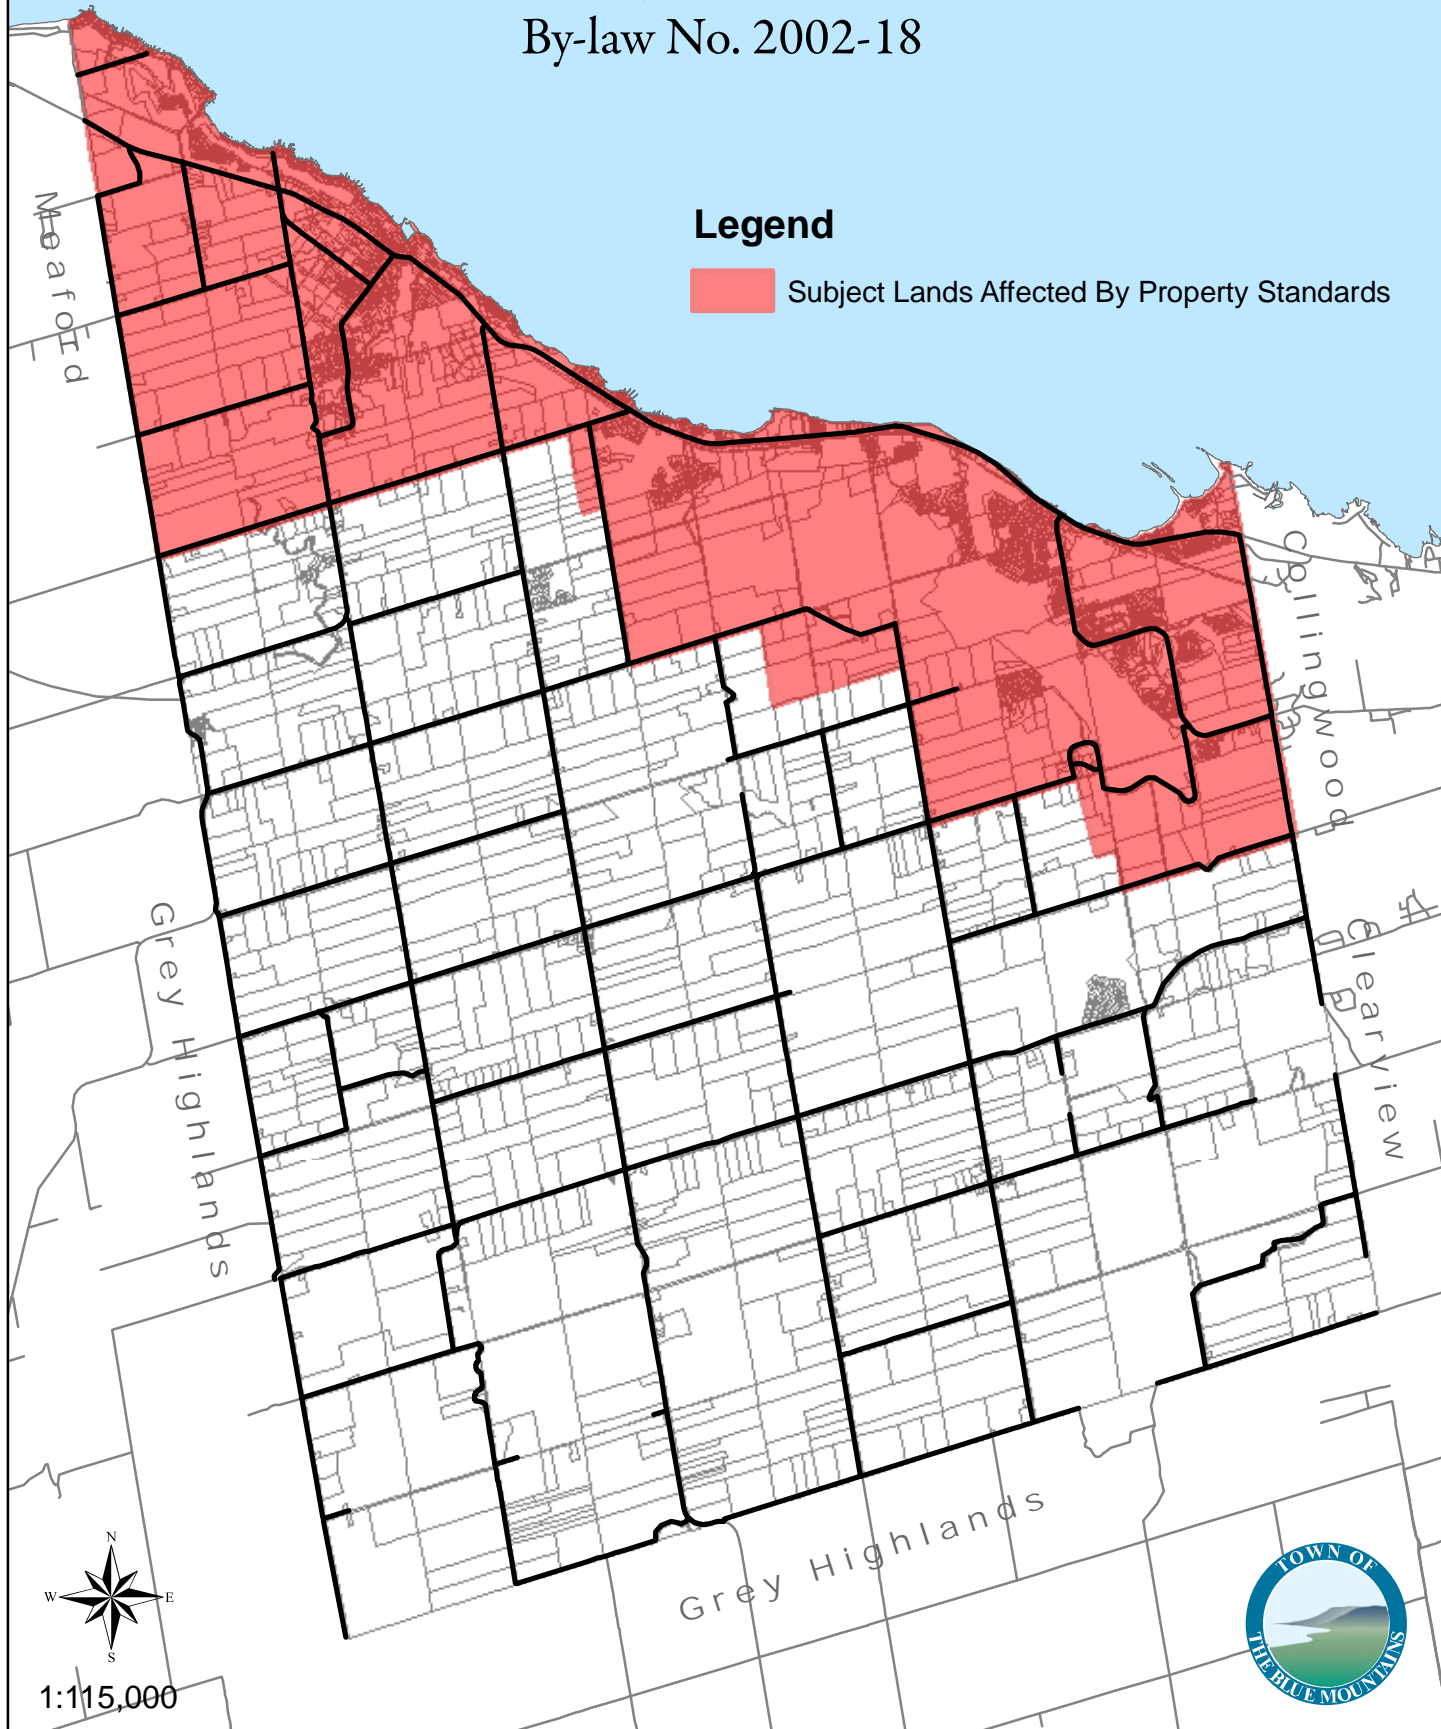 By-law No. 2002-18
Legend
Subject Lands Affected By Property Standards
Meaford
Collingwood
Clearview
Grey Highlands
Grey Highlands
N
W
E
S
1:115,000
TOWN OF
THE BLUE MOUNTAINS